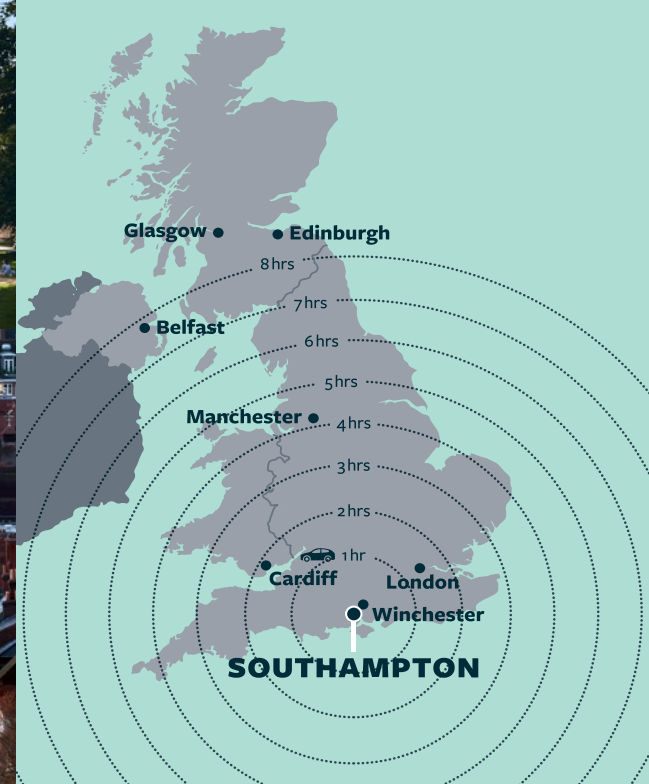 Glasgow
Edinburgh
8hrs
7hrs
Belfast
6hrs
5hrs
Manchester
4hrs
3hrs
2hrs
1hr
Cardiff
London
Winchester
SOUTHAMPTON